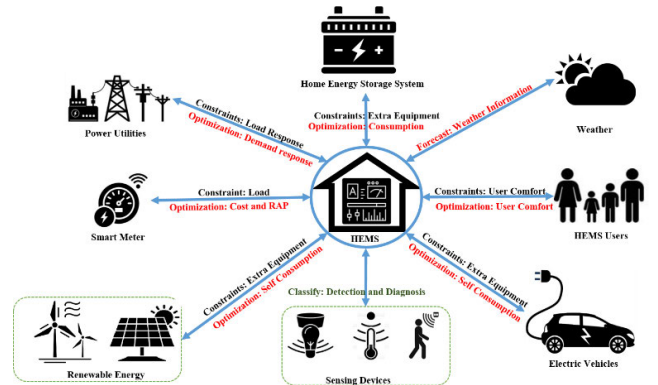 Home Energy Storage System
Constraints: Extra Equipment
Optimization: Consumption
Power Utilities
Constraints: Load Response
Optimization: Demand response
Forecast: Weather Information
Weather
Smart Meter
Constraint: Load
Optimization: Cost and RAP
HEMS
Constraints: User Comfort
Optimization: User Comfort
HEMS Users
Constraints: Extra Equipment
Optimization: Self Consumption
Classify: Detection and Diagnosis
Constraints: Extra Equipment
Optimization: Self Consumption
Renewable Energy
Sensing Devices
Electric Vehicles